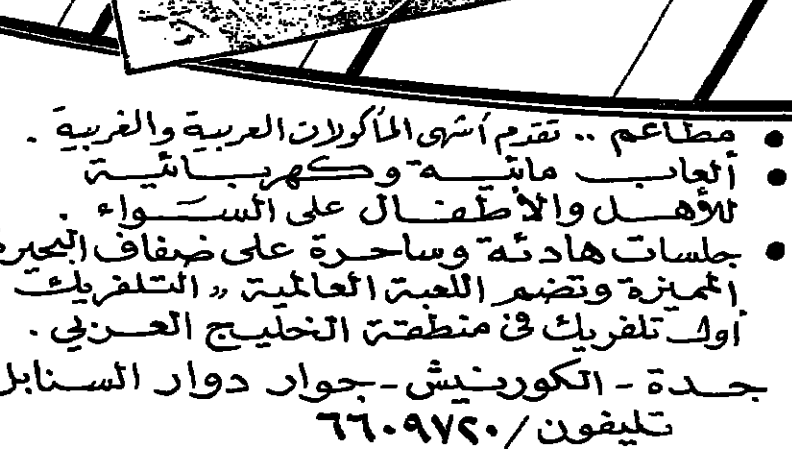 • مطاعم .. تقدم أشهى المأكولات العربية والغربية .
• ألعاب مائية وكهربائية
للأهل والأطفال على السواء .
• جلسات هادئة وساحرة على ضفاف البحيرة
المميزة وتضم اللعبة العالمية « التلفريك
أول تلفريك في منطقة الخليج العربي .
جدة - الكورنيش - جوار دوار السنابل
تليفون / ٦٦٠٩٧٢٠